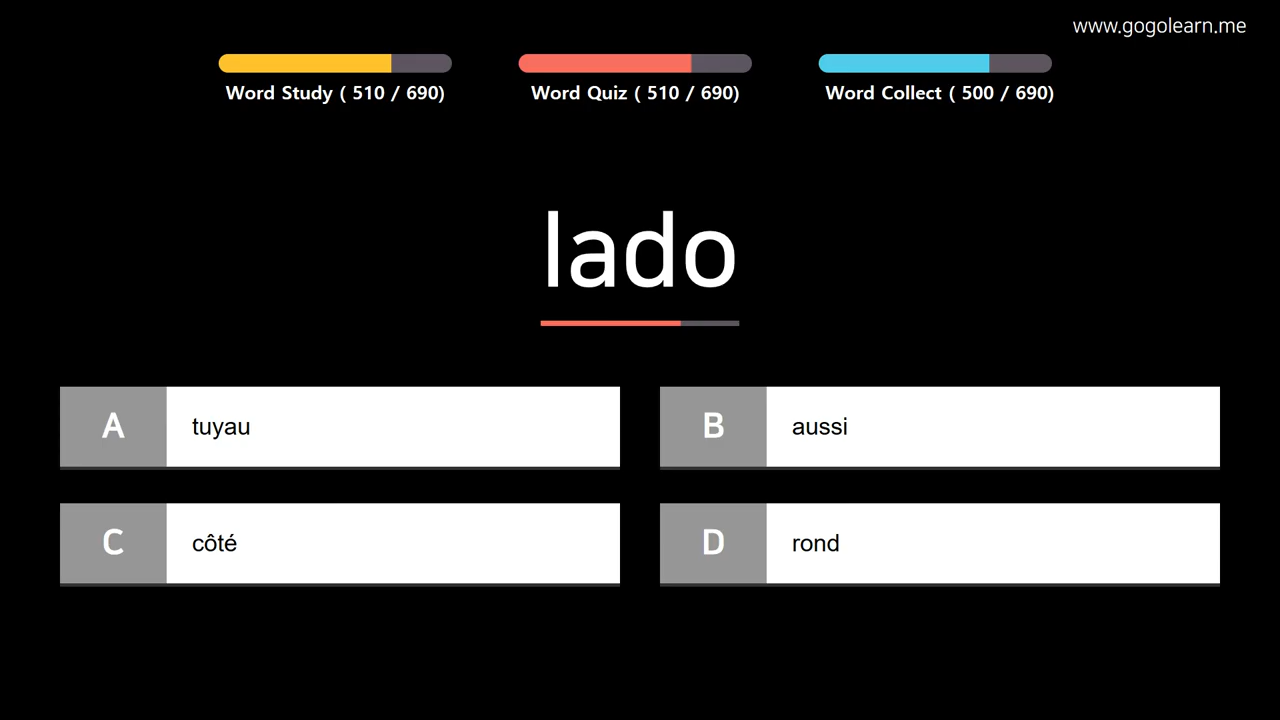 www.gogolearn.me
Word Study ( 510 / 690)
Word Quiz ( 510 / 690)
Word Collect ( 500 / 690)
lado
A tuyau
B aussi
C côté
D rond